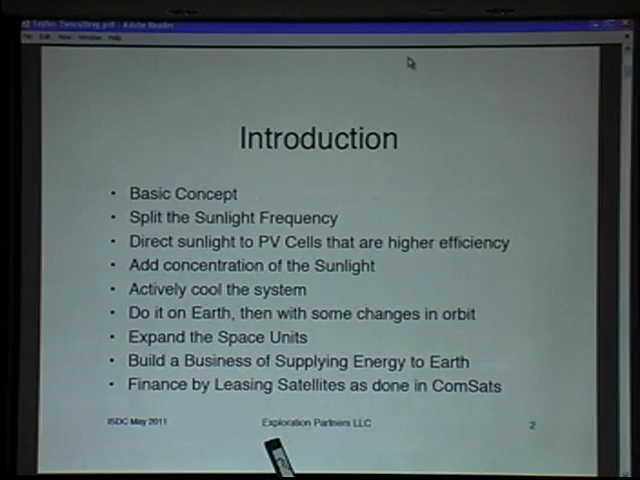 Adobe Reader
Introduction
• Basic Concept
• Split the Sunlight Frequency
• Direct sunlight to PV Cells that are higher efficiency
• Add concentration of the Sunlight
• Actively cool the system
• Do it on Earth, then with some changes in orbit
• Expand the Space Units
• Build a Business of Supplying Energy to Earth
• Finance by Leasing Satellites as done in ComSats
ISDC May 2011
Exploration Partners LLC
2